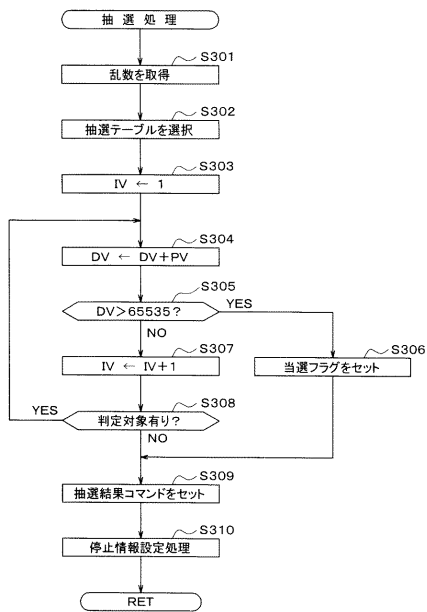 抽選処理
S301
乱数を取得
S302
抽選テーブルを選択
S303
IV ← 1
S304
DV ← DV+PV
S305
DV>65535?
YES
NO
S307
IV ← IV+1
S306
当選フラグをセット
S308
YES
判定対象有り?
NO
S309
抽選結果コマンドをセット
S310
停止情報設定処理
RET